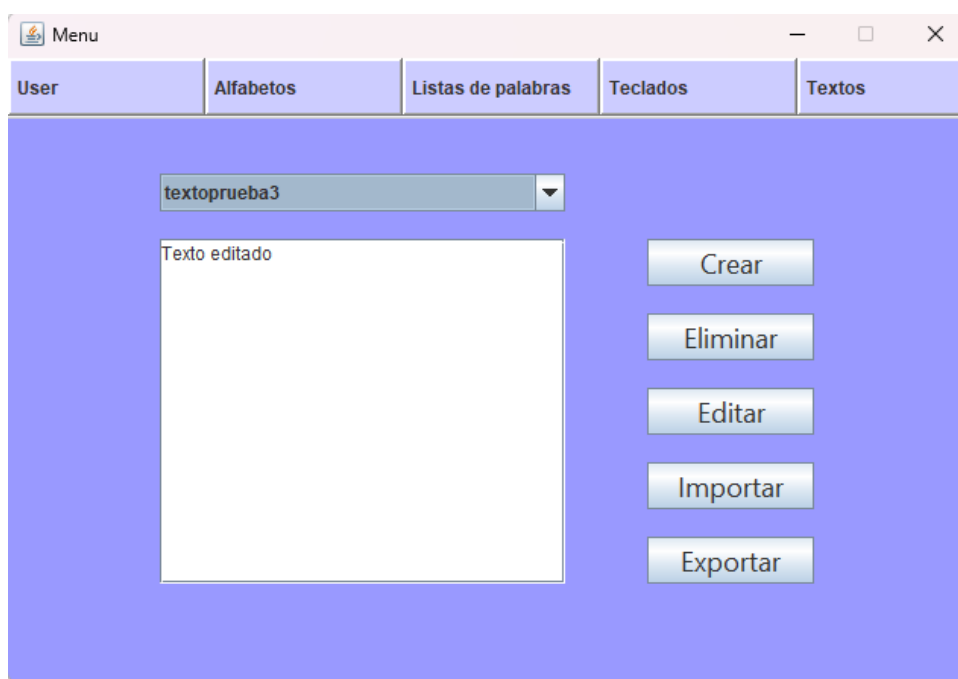 Menu
User Alfabetos Listas de palabras Teclados Textos
textoprueba3
Texto editado
Crear
Eliminar
Editar
Importar
Exportar